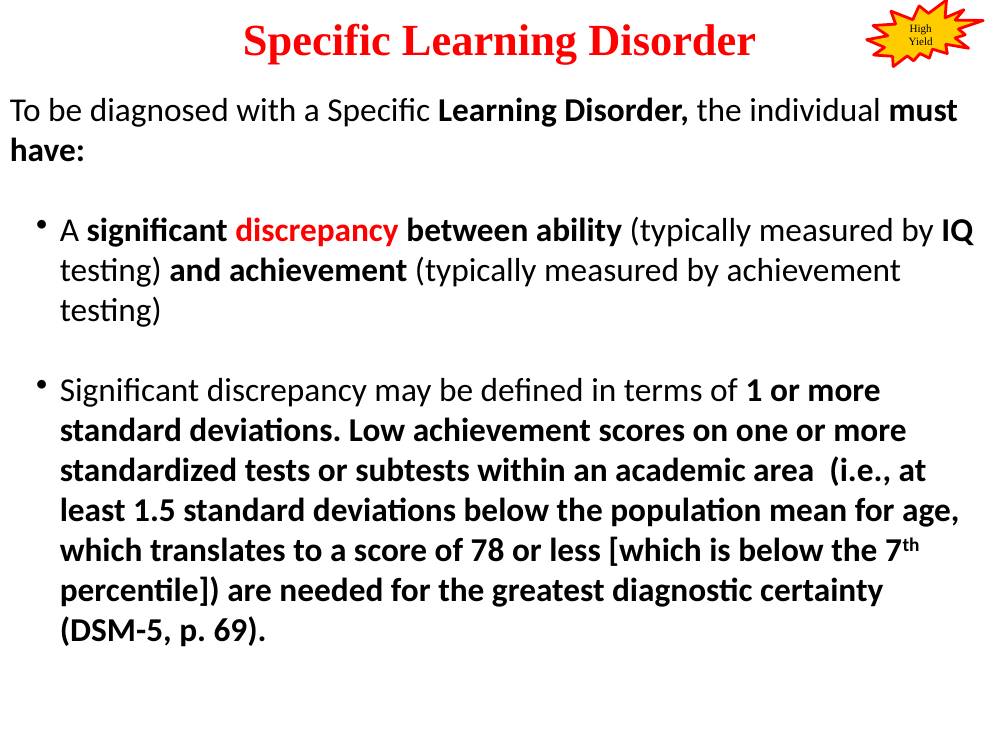 Specific Learning Disorder
High
Yield
To be diagnosed with a Specific Learning Disorder, the individual must
have:
• A significant discrepancy between ability (typically measured by IQ
testing) and achievement (typically measured by achievement
testing)
• Significant discrepancy may be defined in terms of 1 or more
standard deviations. Low achievement scores on one or more
standardized tests or subtests within an academic area  (i.e., at
least 1.5 standard deviations below the population mean for age,
which translates to a score of 78 or less [which is below the 7th
percentile]) are needed for the greatest diagnostic certainty
(DSM-5, p. 69).